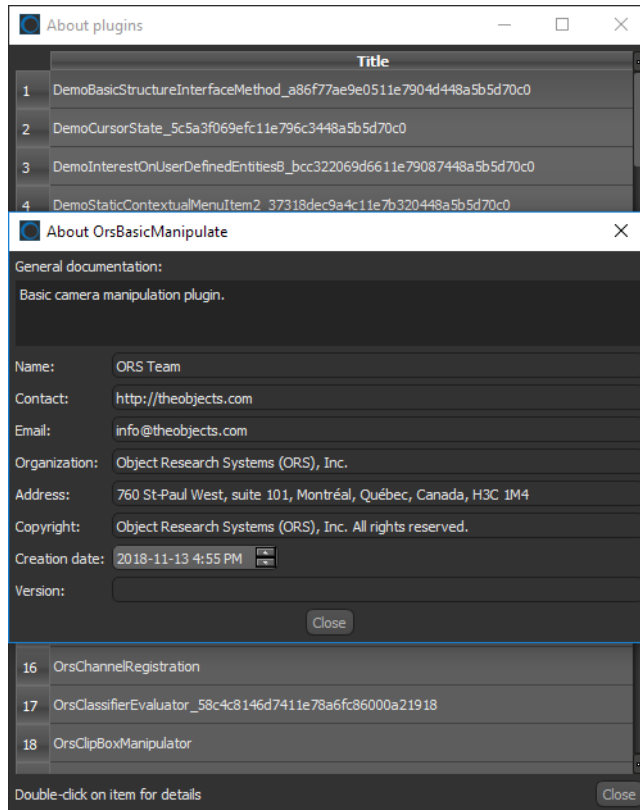 About plugins
Title
1 DemoBasicStructureInterfaceMethod_a86f77ae9e0511e7904d448a5b5d70c0
2 DemoCursorState_5c5a3f069efc11e796c3448a5b5d70c0
3 DemoInterestOnUserDefinedEntitiesB_bcc322069d6611e79087448a5b5d70c0
4 DemoStaticContextualMenuItem2_37318dec9a4c11e7b320448a5b5d70c0
About OrsBasicManipulate
General documentation:
Basic camera manipulation plugin.
Name: ORS Team
Contact: http://theobjects.com
Email: info@theobjects.com
Organization: Object Research Systems (ORS), Inc.
Address: 760 St-Paul West, suite 101, Montréal, Québec, Canada, H3C 1M4
Copyright: Object Research Systems (ORS), Inc. All rights reserved.
Creation date: 2018-11-13 4:55 PM
Version:
Close
16 OrsChannelRegistration
17 OrsClassifierEvaluator_58c4c8146d7411e78a6fc86000a21918
18 OrsClipBoxManipulator
Double-click on item for details
Close